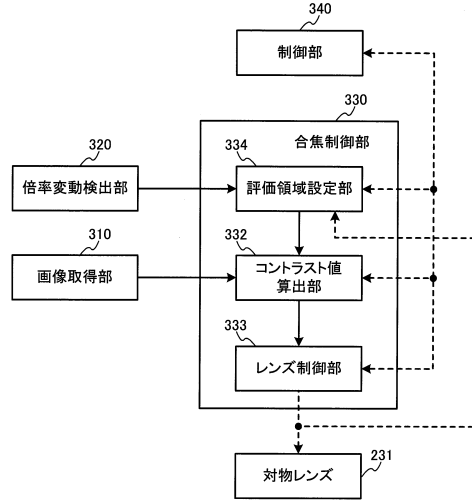 340
制御部
330
合焦制御部
320
倍率変動検出部
334
評価領域設定部
310
画像取得部
332
コントラスト値
算出部
333
レンズ制御部
対物レンズ
231